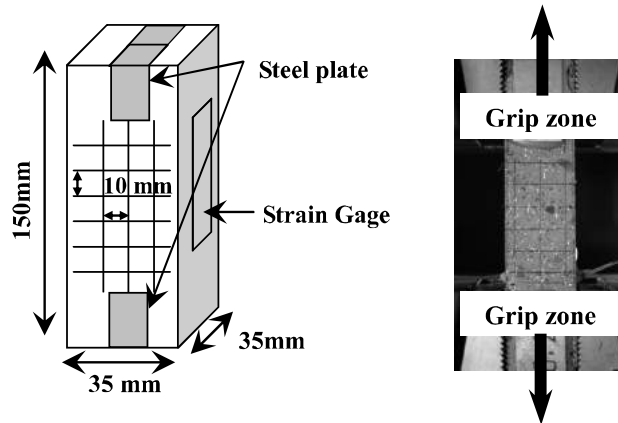 Steel plate
Grip zone
150mm
10 mm
Strain Gage
Grip zone
35mm
35 mm